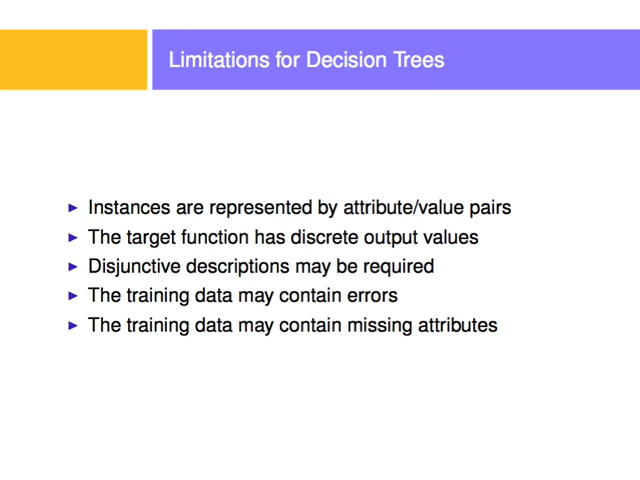 Limitations for Decision Trees
Instances are represented by attribute/value pairs
The target function has discrete output values
Disjunctive descriptions may be required
The training data may contain errors
The training data may contain missing attributes